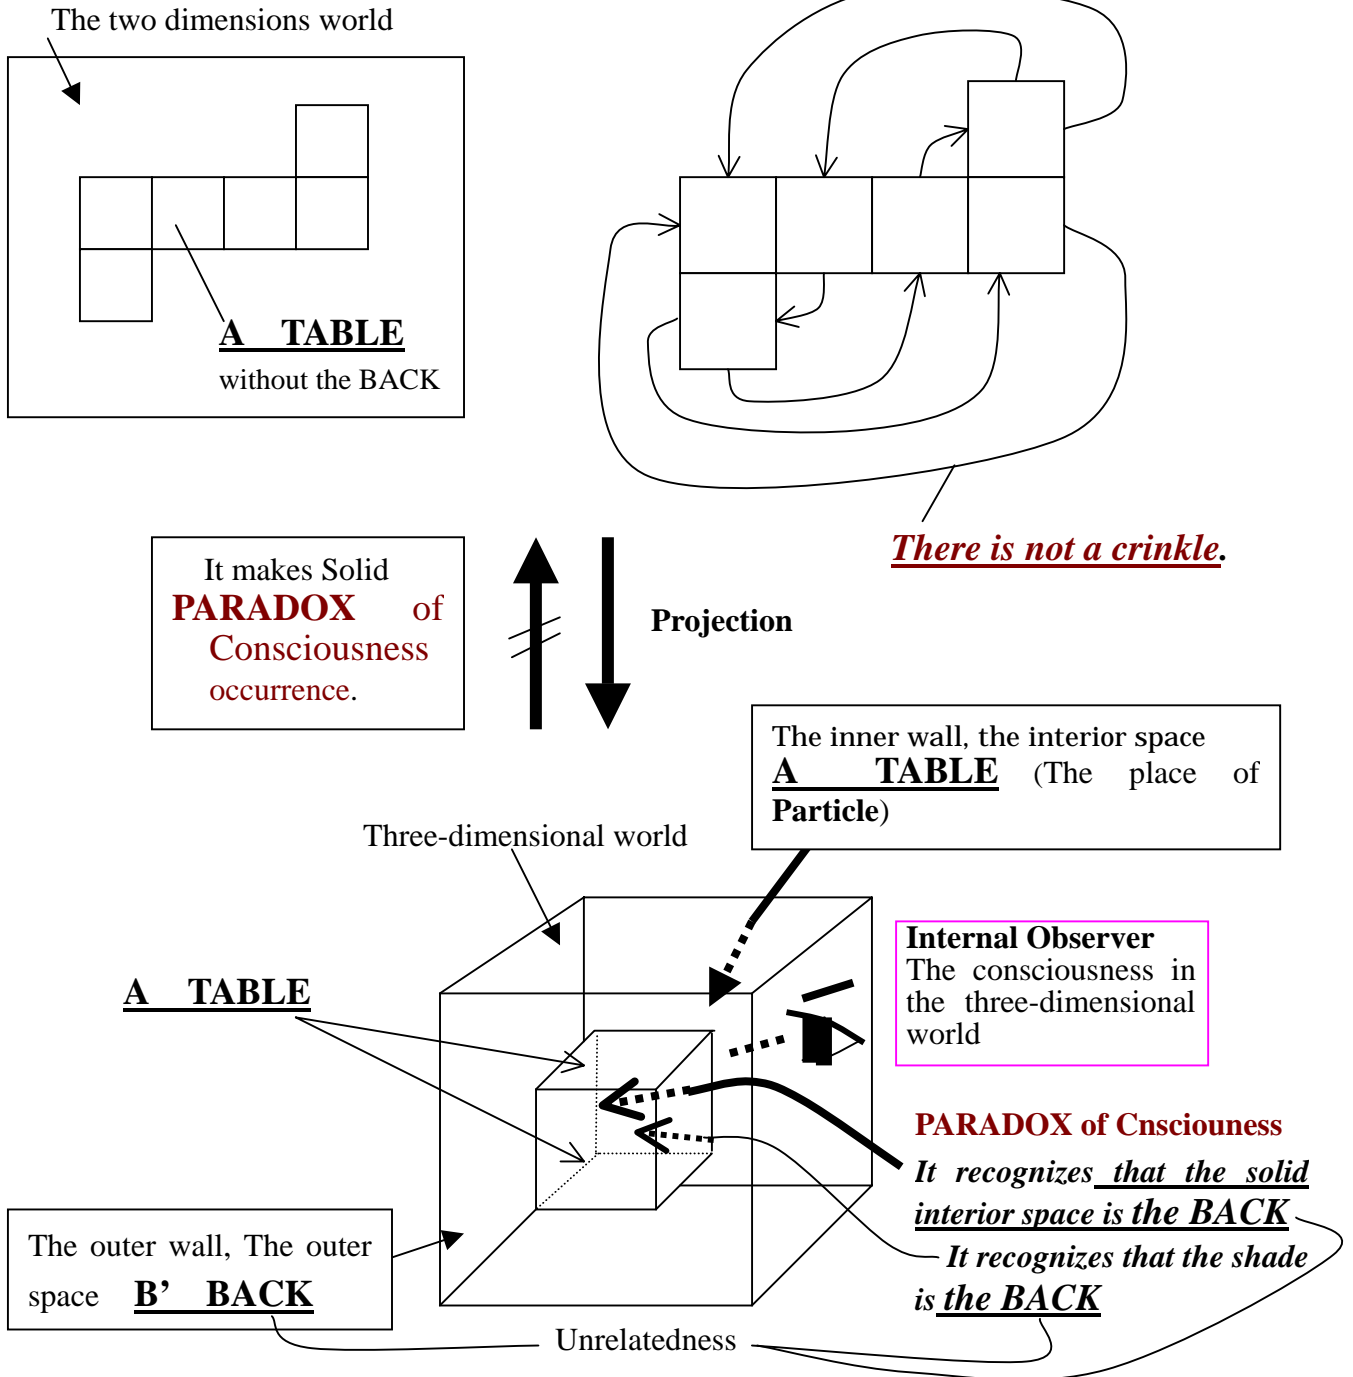 The two dimensions world
A TABLE
without the BACK
There is not a crinkle.
It makes Solid
PARADOX of
Consciousness
occurrence.
Projection
The inner wall, the interior space
A TABLE (The place of
Particle)
Three-dimensional world
A TABLE
Internal Observer
The consciousness in
the three-dimensional
world
PARADOX of Cnsciouness
It recognizes that the solid
interior space is the BACK
It recognizes that the shade
is the BACK
The outer wall, The outer
space B’ BACK
Unrelatedness